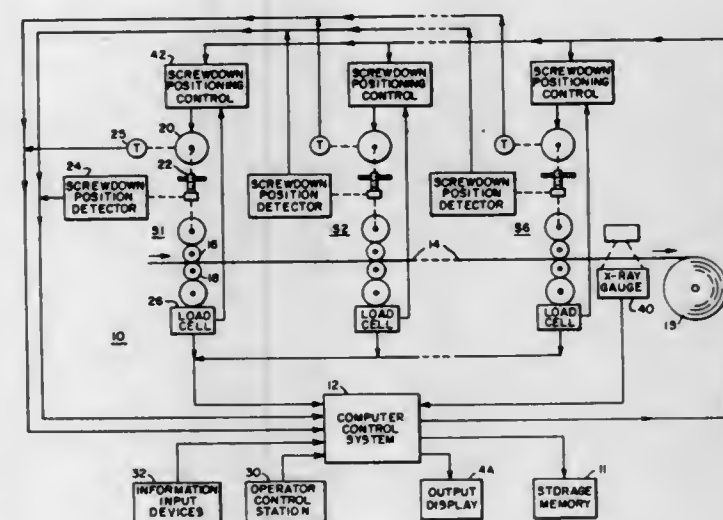 42
SCREWDOWN
POSITIONING
CONTROL
SCREWDOWN
POSITIONING
CONTROL
SCREWDOWN
POSITIONING
CONTROL
25
T
20
T
T
24
22
SCREWDOWN
POSITION
DETECTOR
SCREWDOWN
POSITION
DETECTOR
SCREWDOWN
POSITION
DETECTOR
S1
16
18
S2
14
S6
X-RAY
GAUGE
40
26
LOAD
CELL
LOAD
CELL
LOAD
CELL
10
12
COMPUTER
CONTROL
SYSTEM
32
INFORMATION
INPUT
DEVICES
30
OPERATOR
CONTROL
STATION
OUTPUT
DISPLAY
STORAGE
MEMORY
11